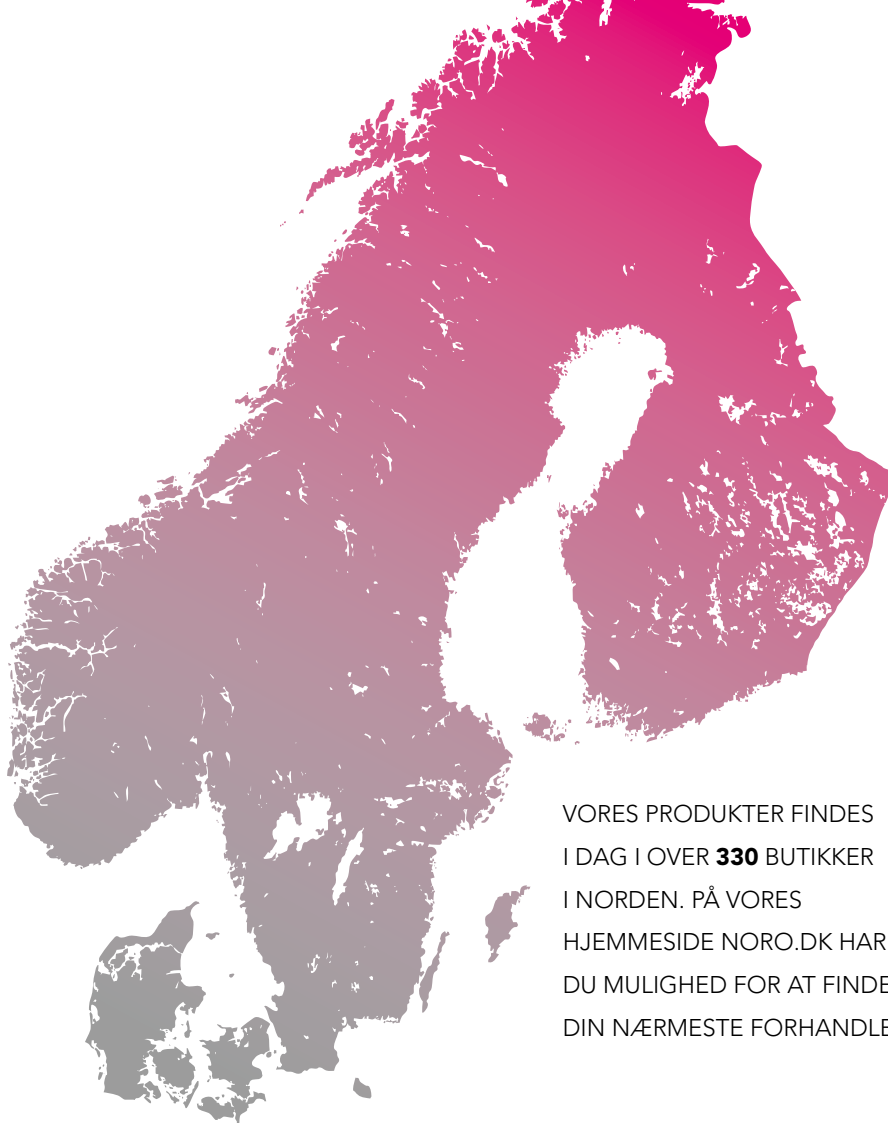 VORES PRODUKTER FINDES
I DAG I OVER 330 BUTIKKER
I NORDEN. PÅ VORES
HJEMMESIDE NORO.DK HAR
DU MULIGHED FOR AT FINDE
DIN NÆRMESTE FORHANDLE